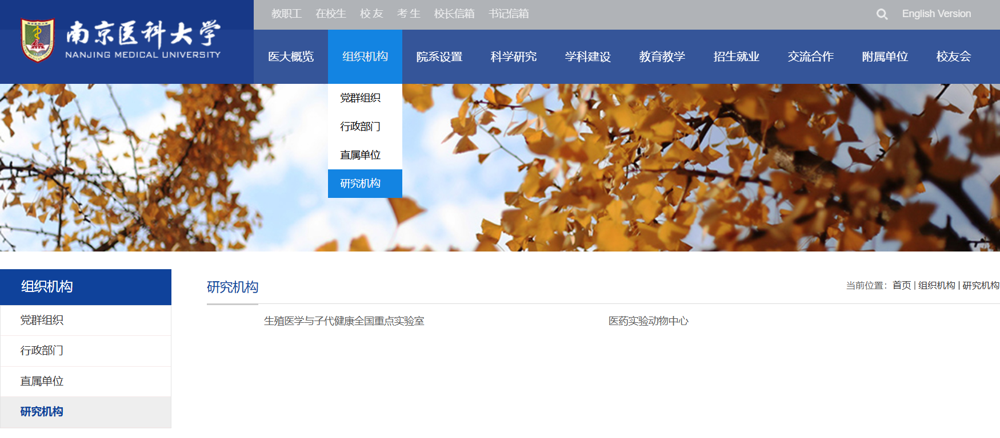 教职工 在校生 校 友 考 生 校长信箱 书记信箱 English Version
南京医科大学
NANJING MEDICAL UNIVERSITY
医大概览 组织机构 院系设置 科学研究 学科建设 教育教学 招生就业 交流合作 附属单位 校友会
党群组织
行政部门
直属单位
研究机构
组织机构
党群组织
行政部门
直属单位
研究机构
研究机构
当前位置：首页 | 组织机构 | 研究机构
生殖医学与子代健康全国重点实验室 医药实验动物中心